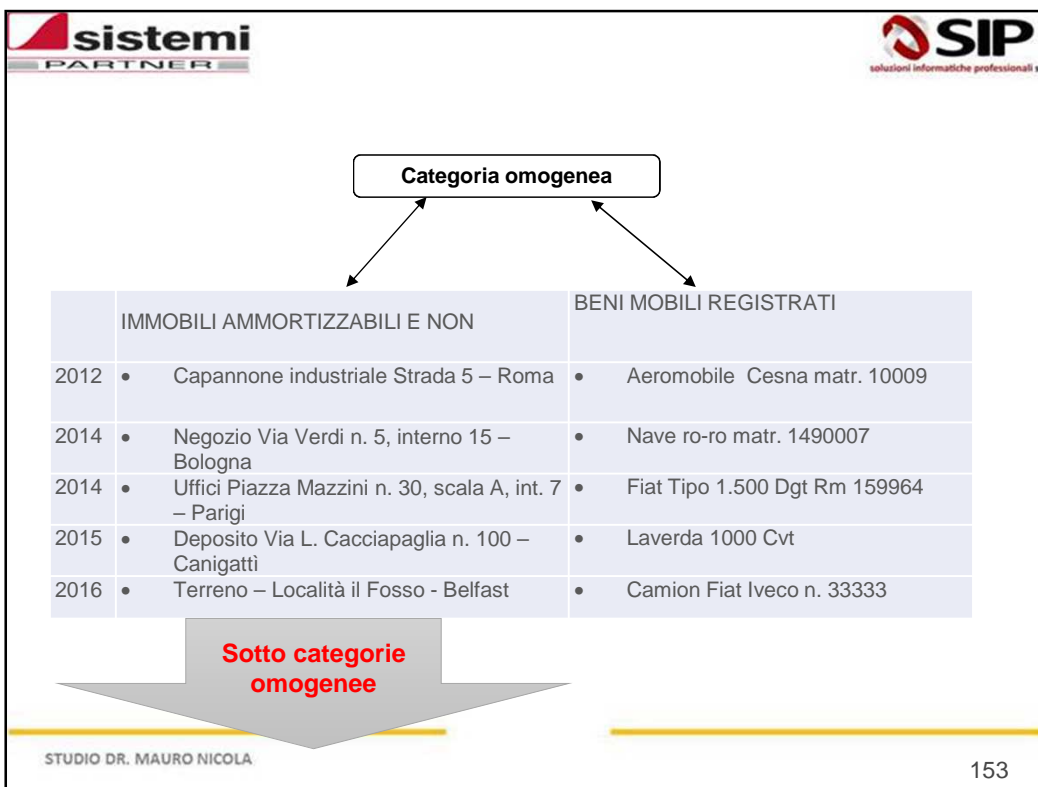 sistemi
PARTNER
SIP
soluzioni informatiche professionali s
Categoria omogenea
IMMOBILI AMMORTIZZABILI E NON
BENI MOBILI REGISTRATI
2012 • Capannone industriale Strada 5 – Roma • Aeromobile Cesna matr. 10009
2014 • Negozio Via Verdi n. 5, interno 15 – • Nave ro-ro matr. 1490007
Bologna
2014 • Uffici Piazza Mazzini n. 30, scala A, int. 7 • Fiat Tipo 1.500 Dgt Rm 159964
– Parigi
2015 • Deposito Via L. Cacciapaglia n. 100 – • Laverda 1000 Cvt
Canigattì
2016 • Terreno – Località il Fosso - Belfast • Camion Fiat Iveco n. 33333
Sotto categorie
omogenee
STUDIO DR. MAURO NICOLA
153